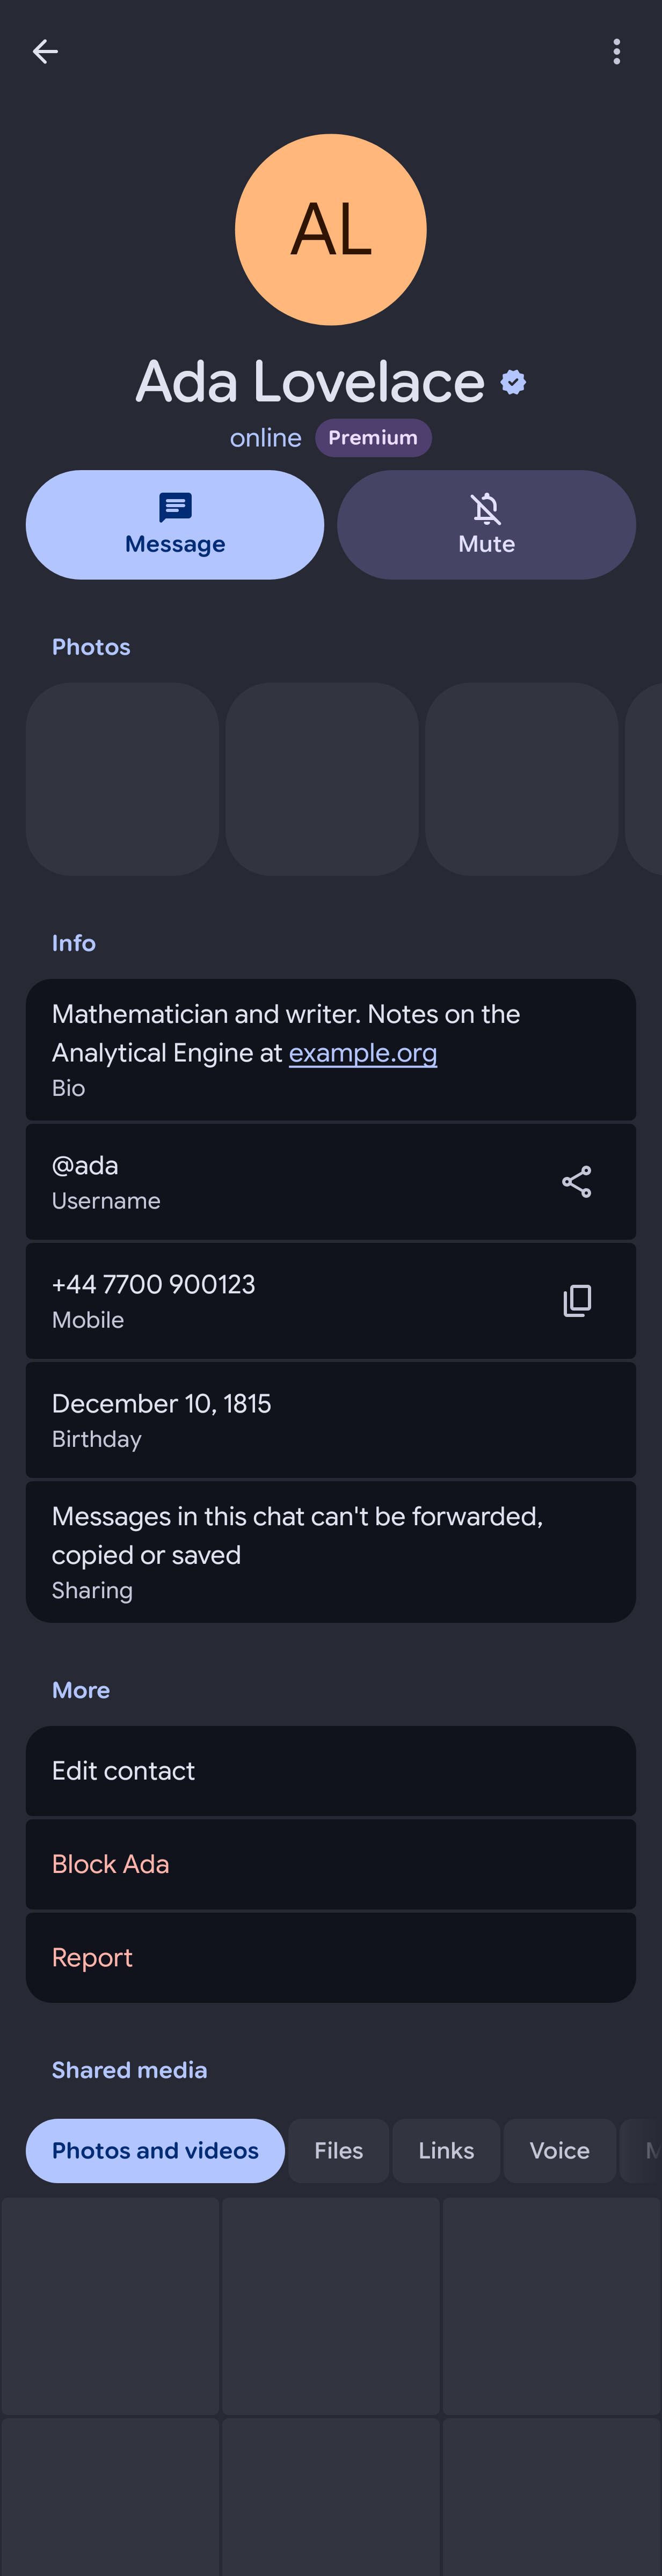 AL
Ada Lovelace
online Premium
Message
Mute
Photos
Info
Mathematician and writer. Notes on the
Analytical Engine at example.org
Bio
@ada
Username
+44 7700 900123
Mobile
December 10, 1815
Birthday
Messages in this chat can't be forwarded,
copied or saved
Sharing
More
Edit contact
Block Ada
Report
Shared media
Photos and videos Files Links Voice